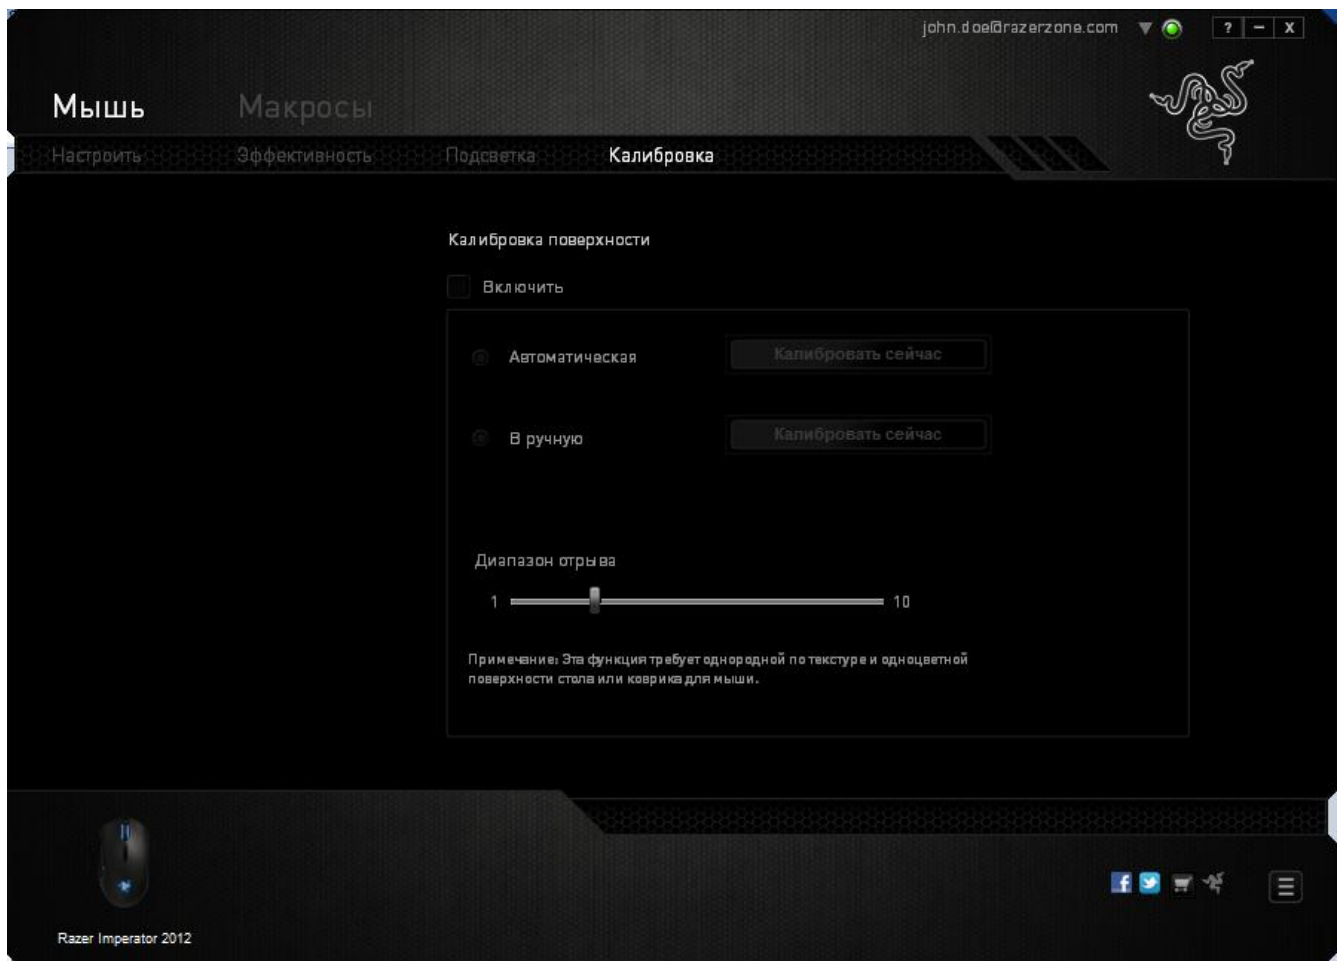 john.doe@razerzone.com
? – X
Мышь Макросы
Настроить Эффективность Подсветка Калибровка
Калибровка поверхности
Включить
Автоматическая Калибровать сейчас
В ручную Калибровать сейчас
Диапазон отрыва
1 10
Примечание: Эта функция требует однородной по текстуре и одноцветной
поверхности стола или коврика для мыши.
Razer Imperator 2012